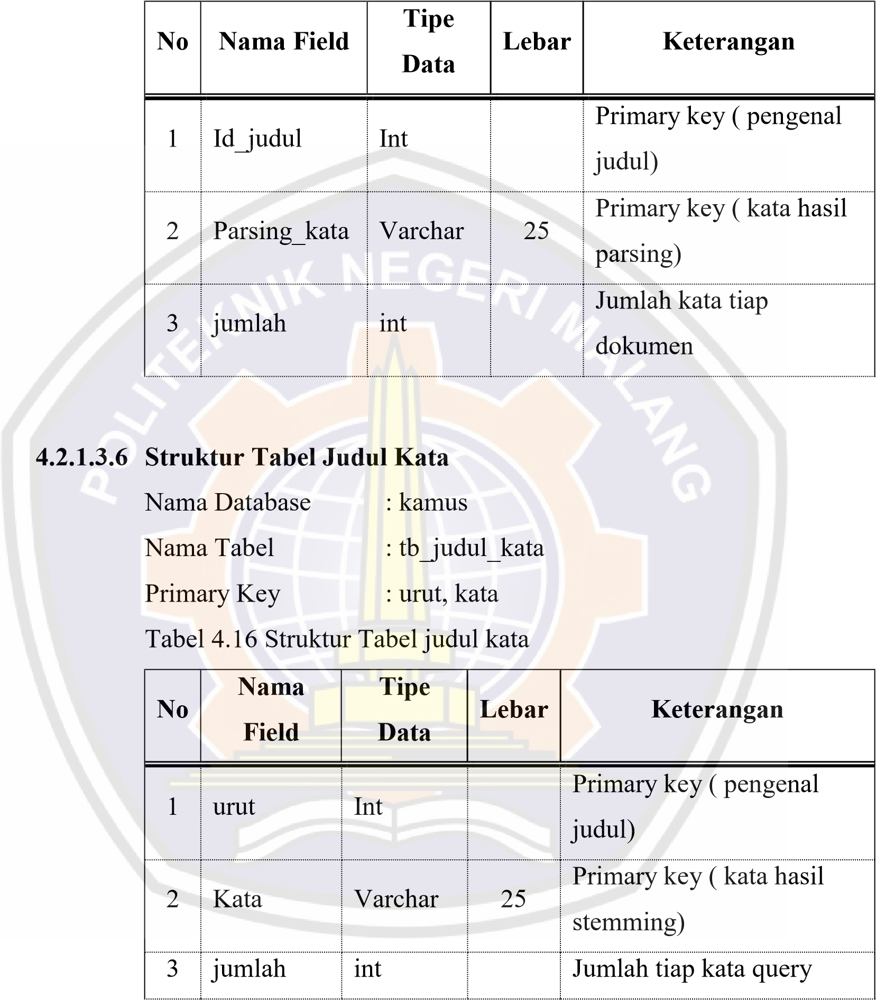 No Nama Field Tipe Data Lebar Keterangan
1 Id_judul Int Primary key ( pengenal judul)
2 Parsing_kata Varchar 25 Primary key ( kata hasil parsing)
3 jumlah int Jumlah kata tiap dokumen
POLITEKNIK NEGERI MALANG
4.2.1.3.6 Struktur Tabel Judul Kata
Nama Database : kamus
Nama Tabel : tb_judul_kata
Primary Key : urut, kata
Tabel 4.16 Struktur Tabel judul kata
No Nama Field Tipe Data Lebar Keterangan
1 urut Int Primary key ( pengenal judul)
2 Kata Varchar 25 Primary key ( kata hasil stemming)
3 jumlah int Jumlah tiap kata query